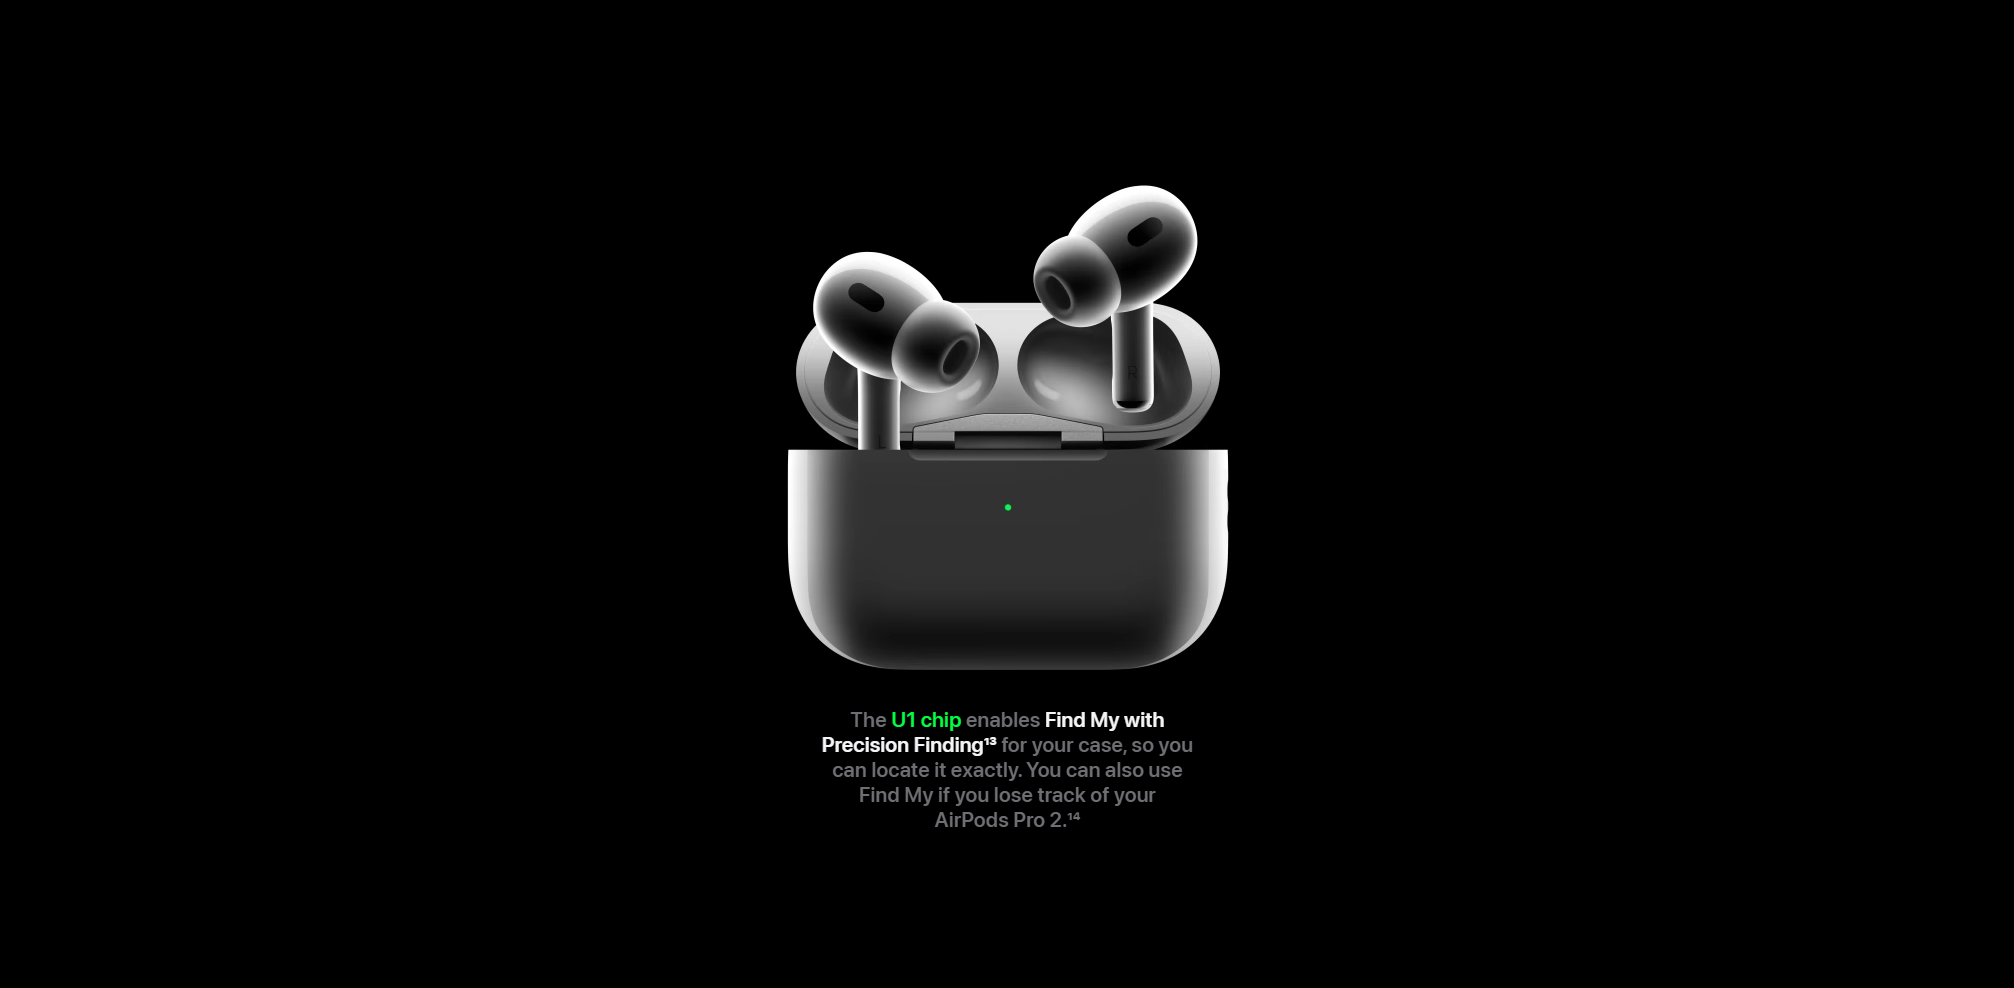 R
L
The U1 chip enables Find My with
Precision Finding¹³ for your case, so you
can locate it exactly. You can also use
Find My if you lose track of your
AirPods Pro 2.¹⁴